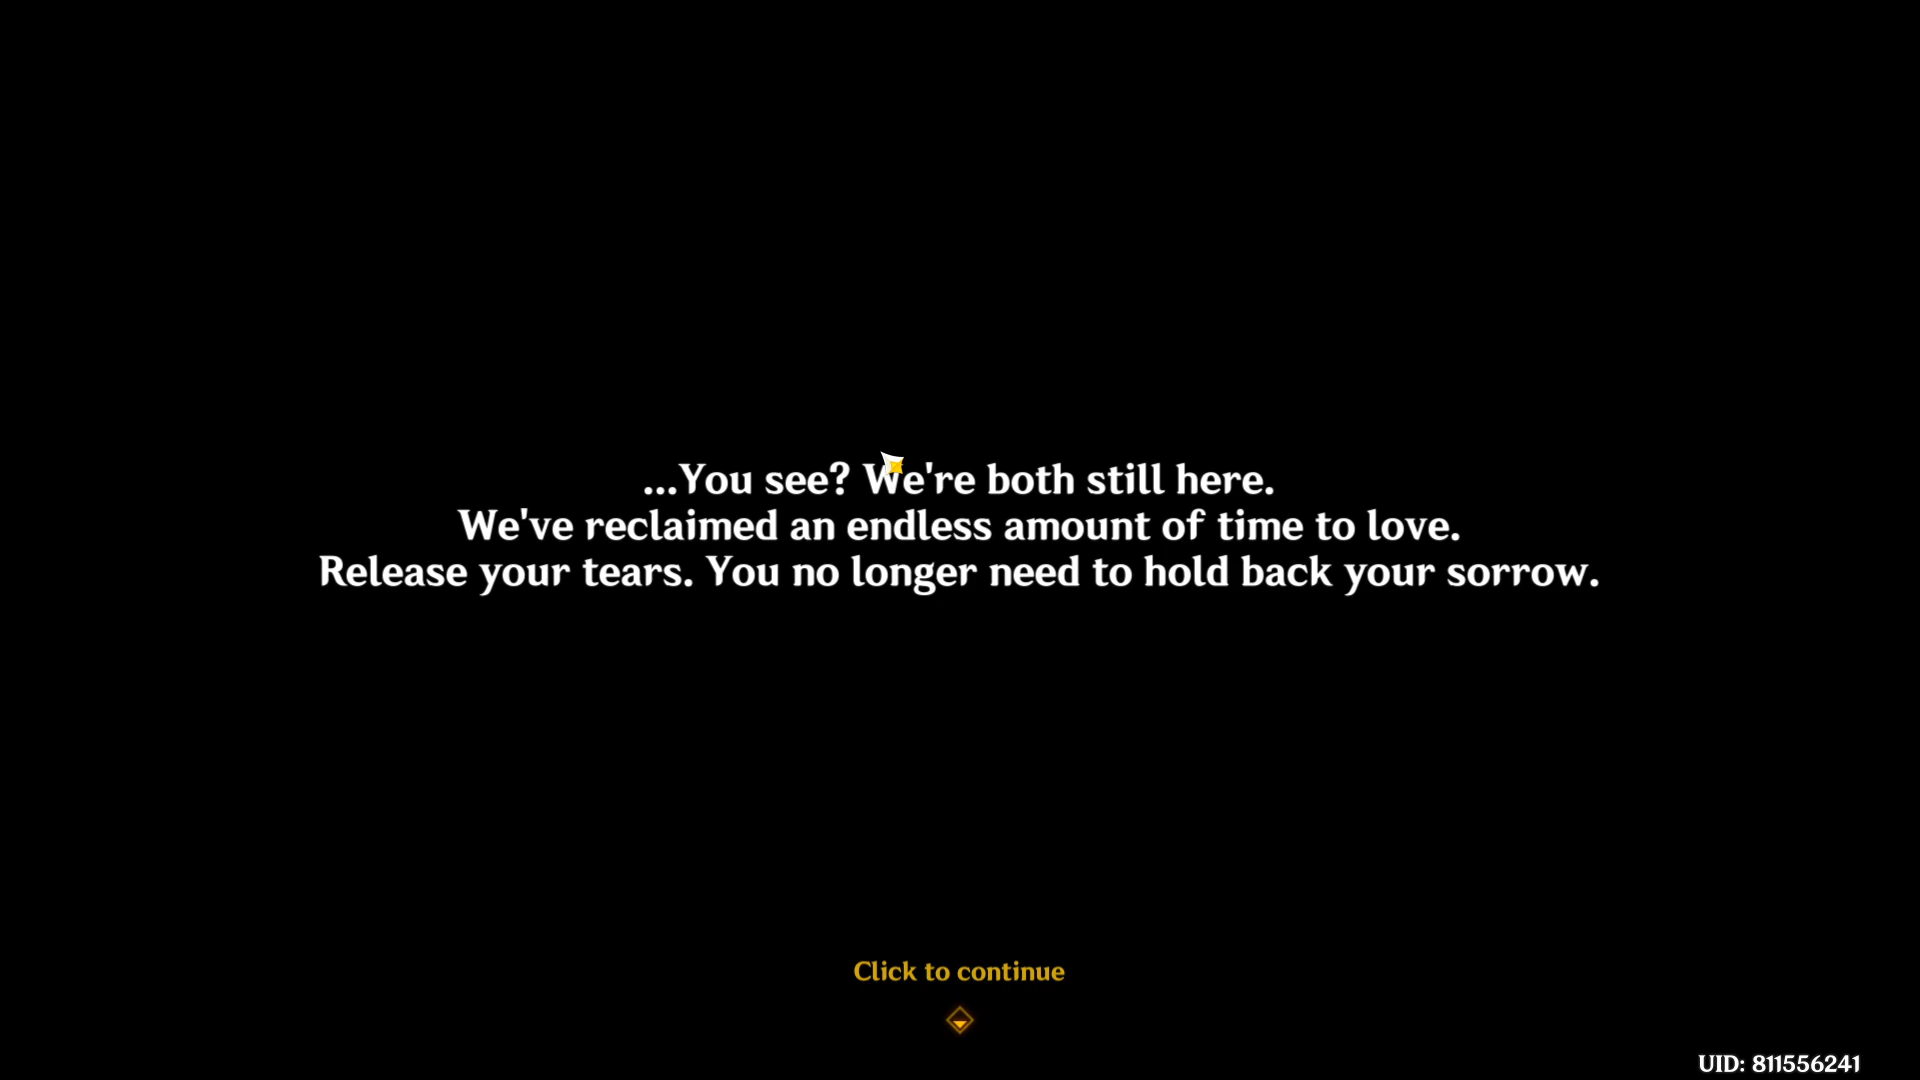 ...You see? We're both still here.
We've reclaimed an endless amount of time to love.
Release your tears. You no longer need to hold back your sorrow.
Click to continue
UID: 811556241